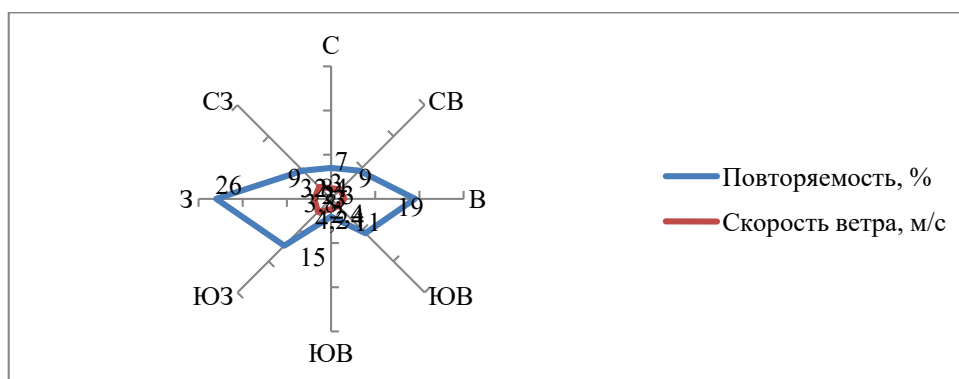 С
СЗ
СВ
7
9
9
26
З
В
19
11
15
ЮЗ
ЮВ
ЮВ
Повторяемость, %
Скорость ветра, м/с